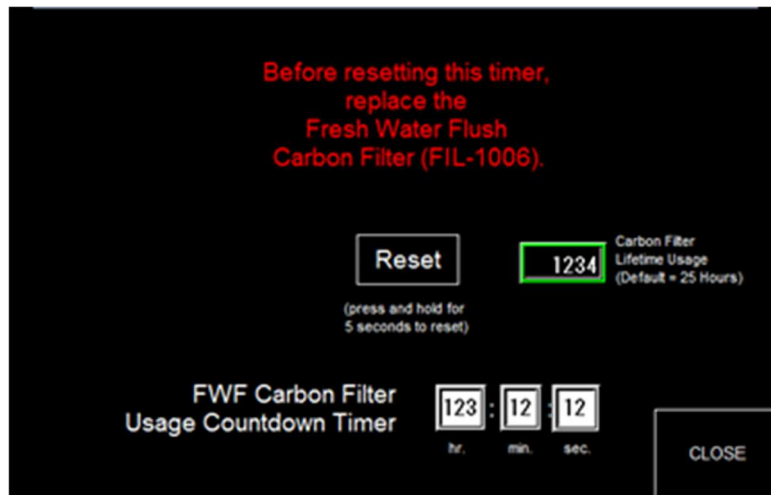 Before resetting this timer,
replace the
Fresh Water Flush
Carbon Filter (FIL-1006).
Reset
(press and hold for
5 seconds to reset)
1234
Carbon Filter
Lifetime Usage
(Default = 25 Hours)
FWF Carbon Filter
Usage Countdown Timer
123 : 12 : 12
hr. min. sec.
CLOSE